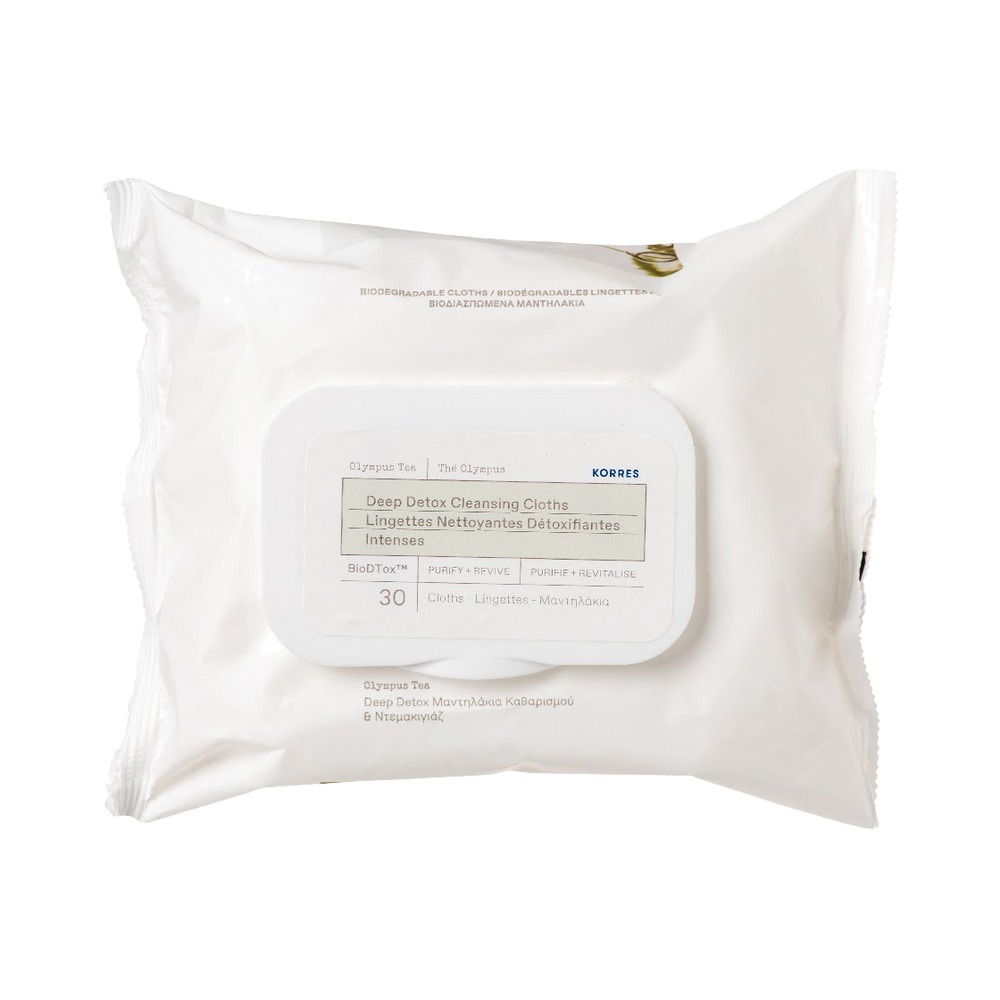 BIODEGRADABLE CLOTHS / BIODÉGRADABLES LINGETTES /
ΒΙΟΔΙΑΣΠΩΜΕΝΑ ΜΑΝΤΗΛΑΚΙΑ
Olympus Tea | Thé Olympus
KORRES
Deep Detox Cleansing Cloths
Lingettes Nettoyantes Détoxifiantes
Intenses
BioDTox™ | PURIFY + REVIVE | PURIFIE + REVITALISE
30 | Cloths - Lingettes - Μαντηλάκια
Olympus Tea
Deep Detox Μαντηλάκια Καθαρισμού
& Ντεμακιγιάζ